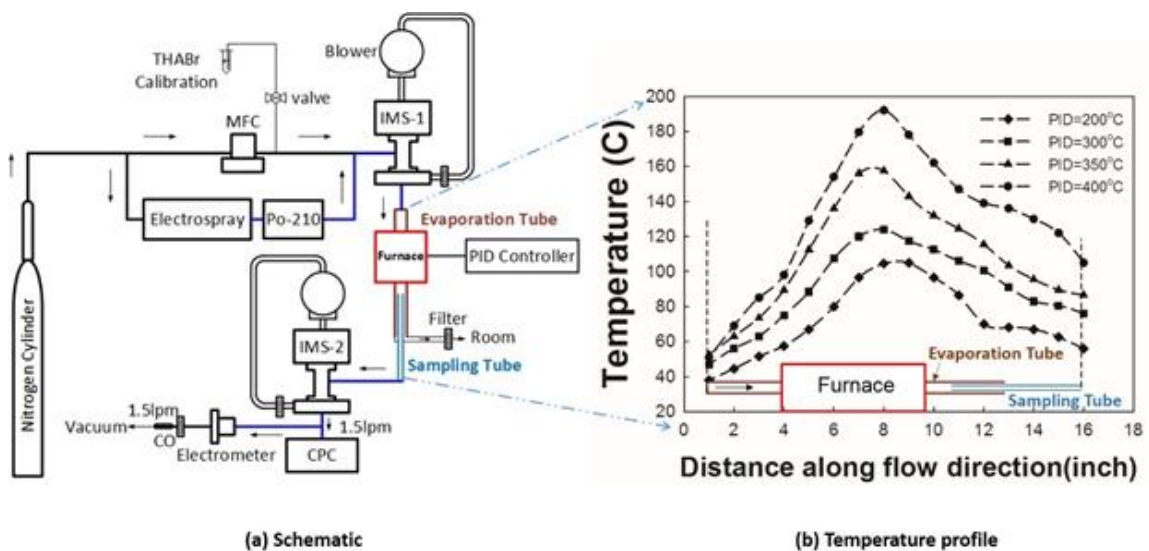 THABr
Calibration
valve
MFC
Blower
IMS-1
Electrospray
Po-210
Evaporation Tube
Furnace
PID Controller
Filter
Room
Sampling Tube
IMS-2
Nitrogen Cylinder
1.5lpm
Vacuum
CO
Electrometer
1.5lpm
CPC
(a) Schematic
Temperature (C)
200
180
160
140
120
100
80
60
40
20
PID=200°C
PID=300°C
PID=350°C
PID=400°C
Evaporation Tube
Furnace
Sampling Tube
0 2 4 6 8 10 12 14 16 18
Distance along flow direction(inch)
(b) Temperature profile